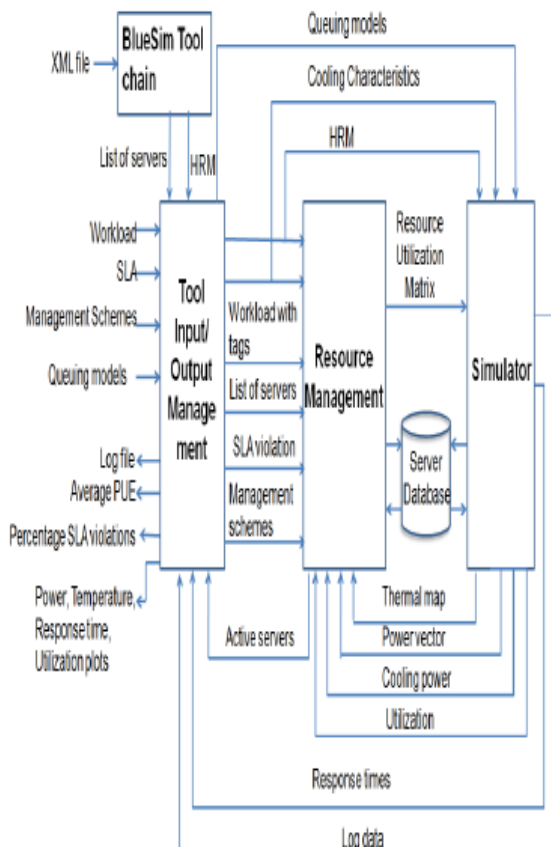 Queuing models
BlueSim Tool
chain
XML file
Cooling Characteristics
HRM
List of servers
HRM
Workload
SLA
Management Schemes
Queuing models
Log file
Average PUE
Percentage SLA violations
Power, Temperature,
Response time,
Utilization plots
Tool
Input/
Output
Manage
ment
Workload with
tags
List of servers
SLA violation
Management
schemes
Resource
Management
Resource
Utilization
Matrix
Server
Database
Simulator
Thermal map
Power vector
Cooling power
Utilization
Active servers
Response times
Log data